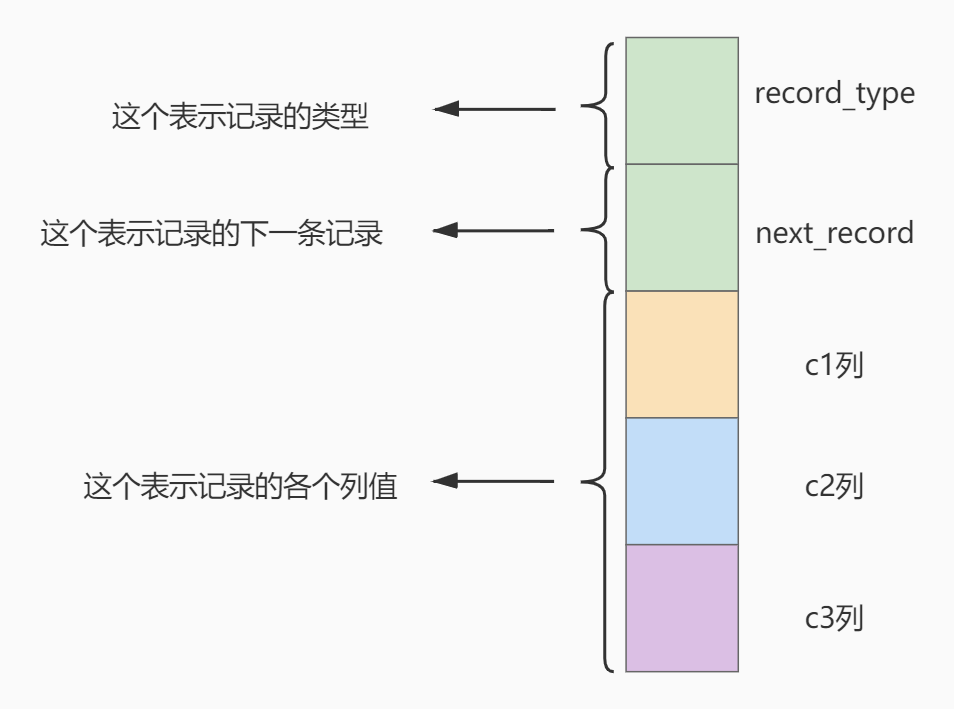 这个表示记录的类型
record_type
这个表示记录的下一条记录
next_record
c1列
这个表示记录的各个列值
c2列
c3列